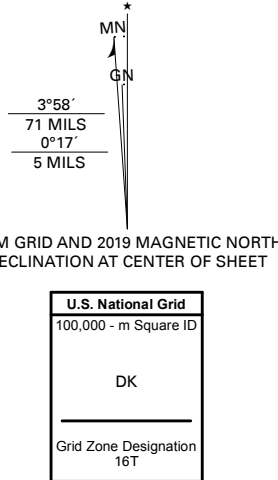 ★
MN
GN
3°58´
71 MILS
0°17´
5 MILS
M GRID AND 2019 MAGNETIC NORTH
ECLINATION AT CENTER OF SHEET
U.S. National Grid
100,000 - m Square ID
DK
Grid Zone Designation
16T